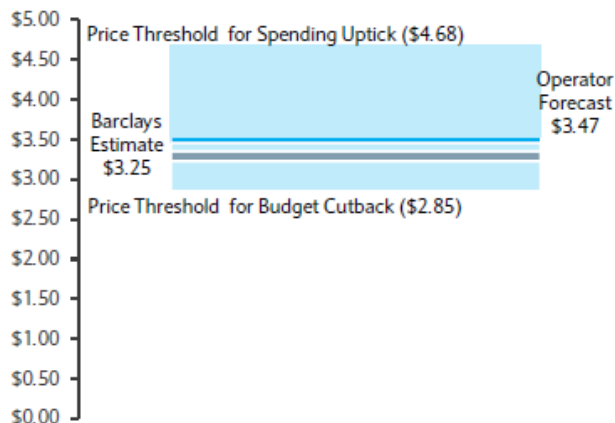 $5.00
Price Threshold for Spending Uptick ($4.68)
$4.50
Operator
Forecast
$3.47
$4.00
Barclays
Estimate
$3.25
$3.50
$3.00
Price Threshold for Budget Cutback ($2.85)
$2.50
$2.00
$1.50
$1.00
$0.50
$0.00